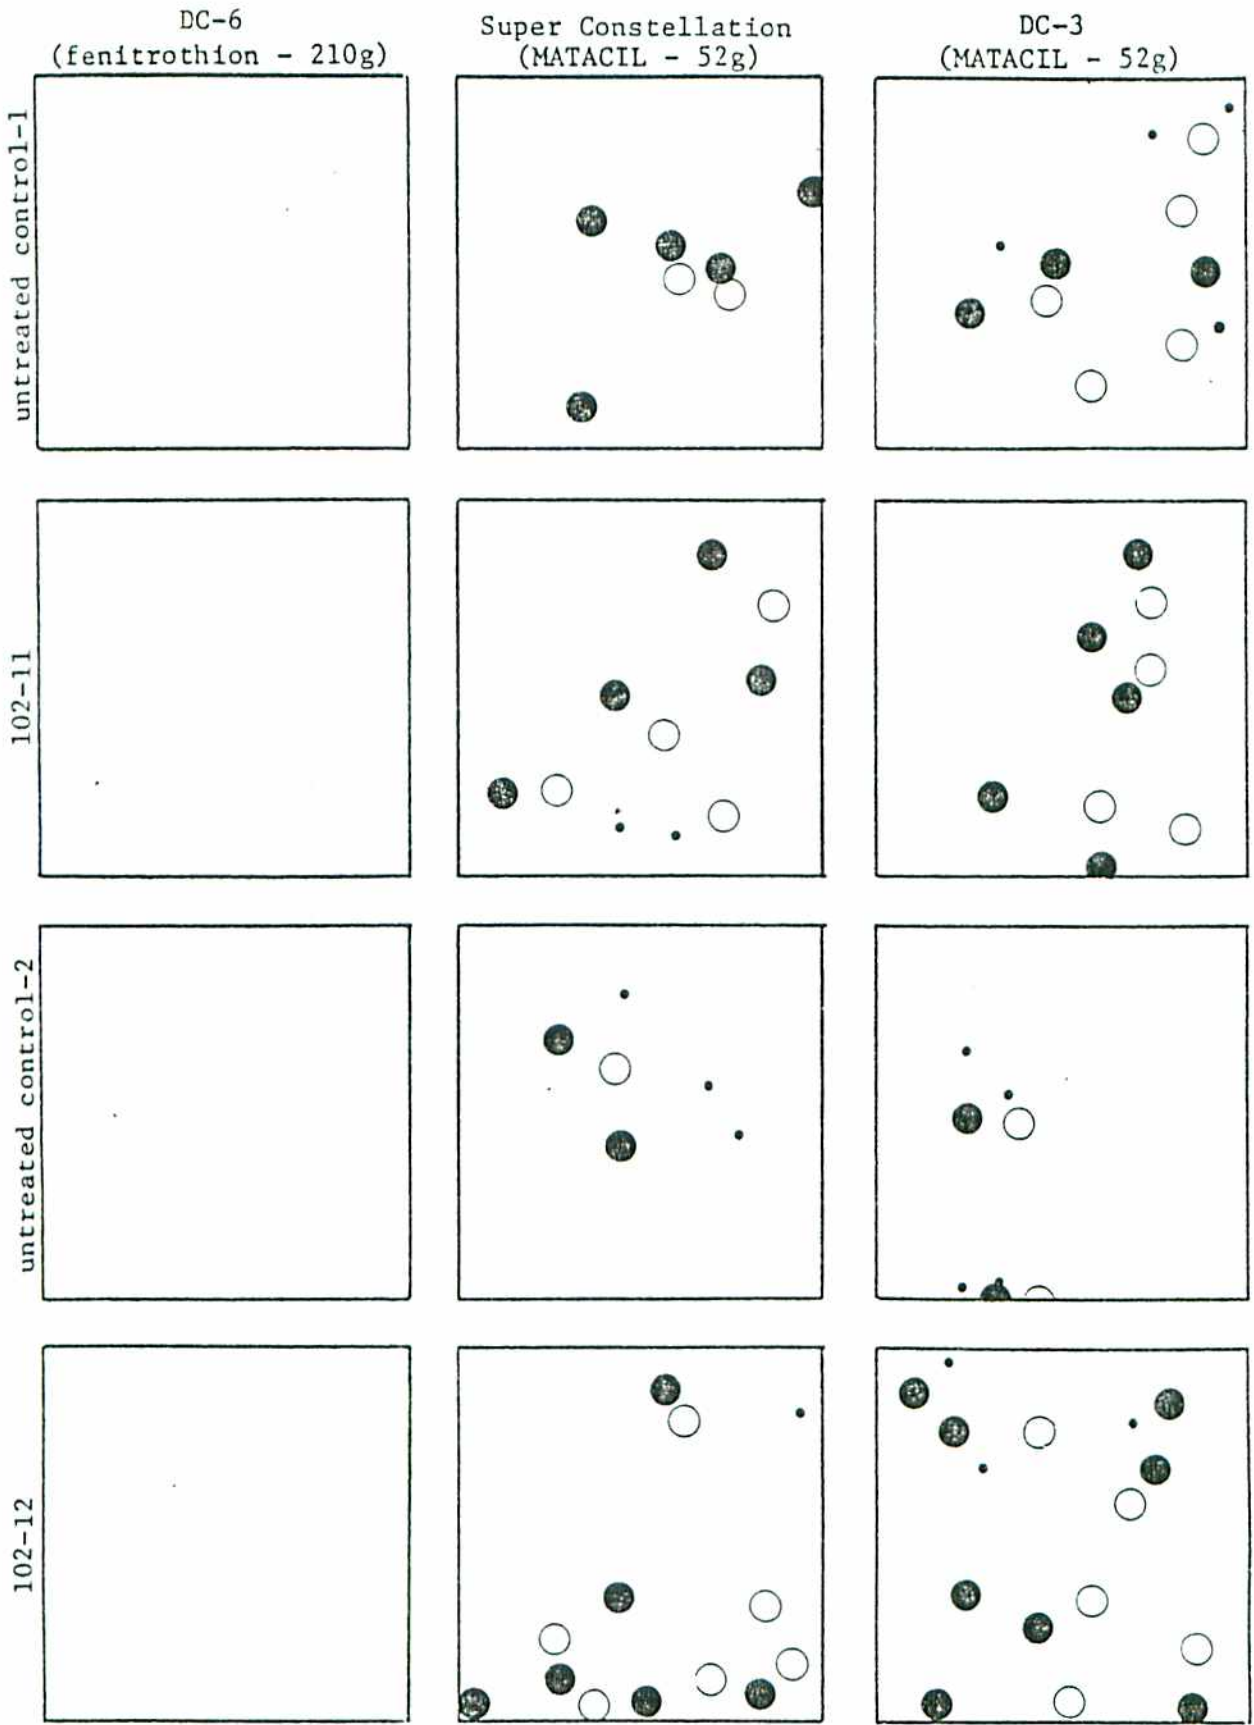 DC-6
(fenitrothion - 210g)
Super Constellation
(MATACIL - 52g)
DC-3
(MATACIL - 52g)
untreated control-1
102-11
untreated control-2
102-12